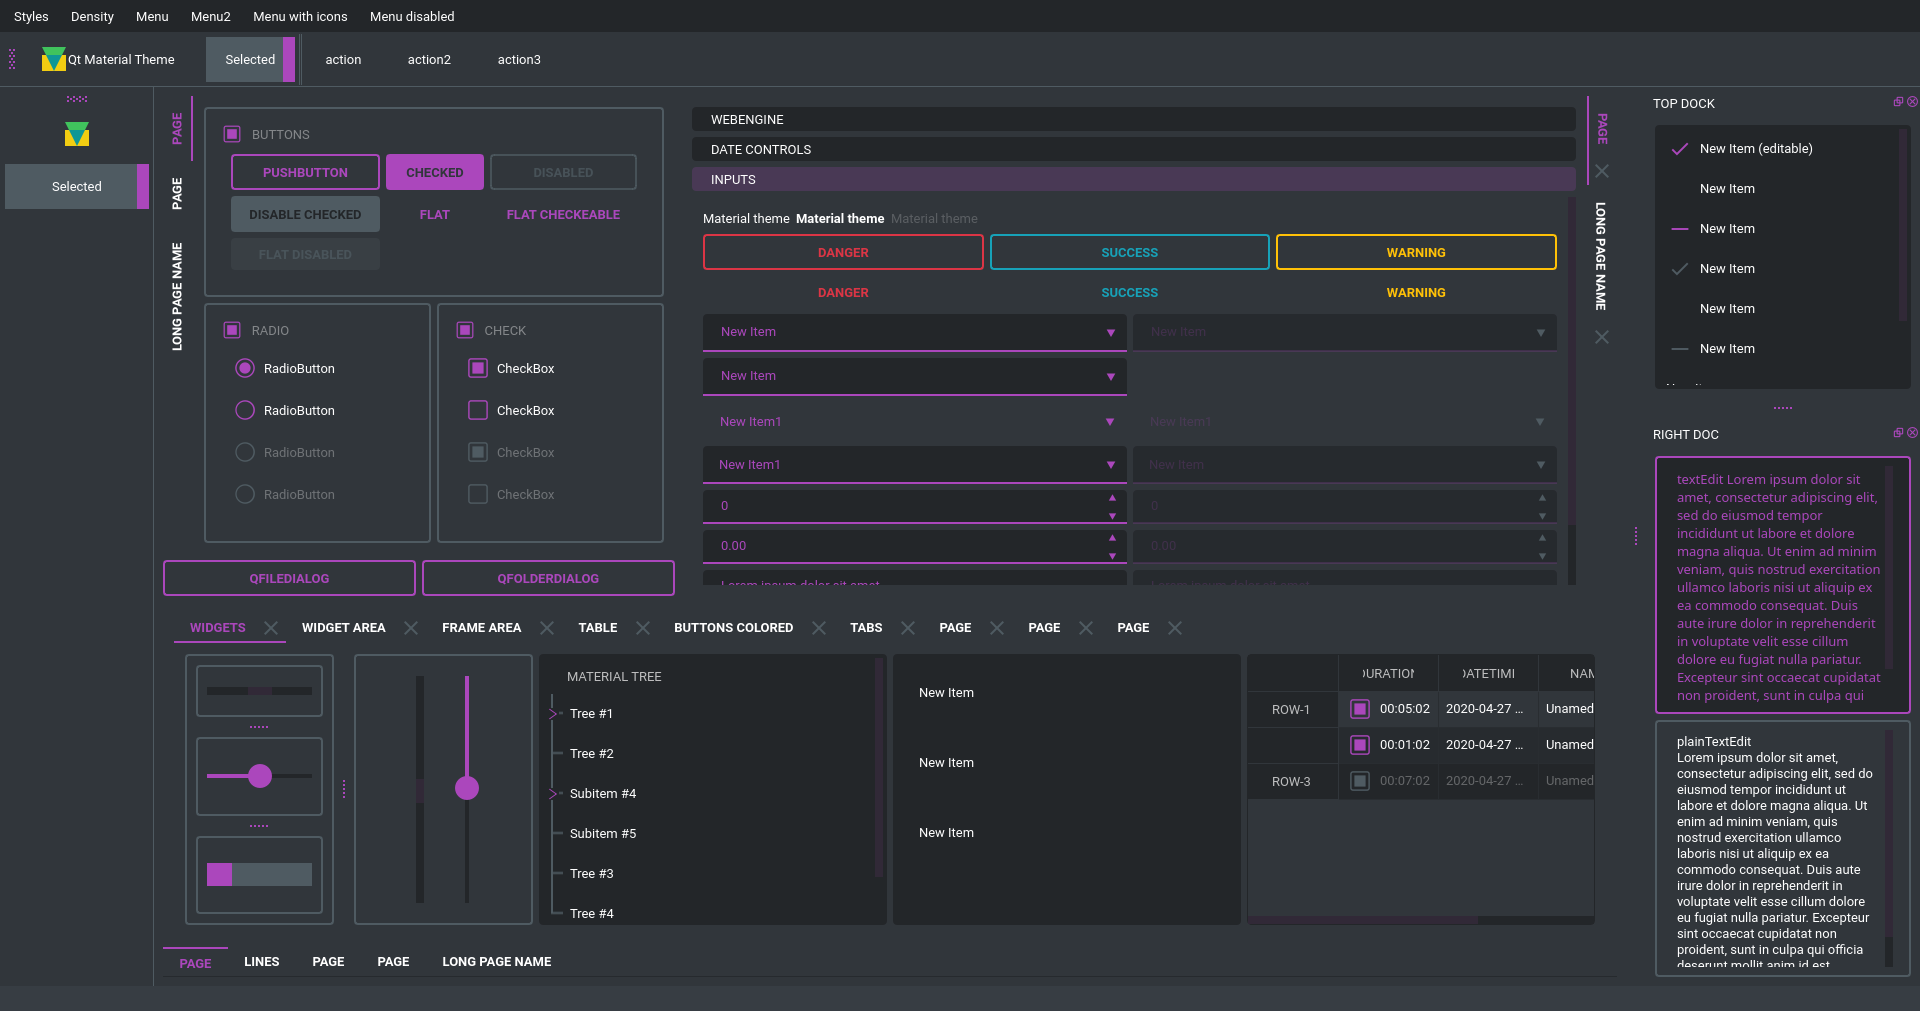 Styles Density Menu Menu2 Menu with icons Menu disabled
Qt Material Theme Selected action action2 action3
Selected
PAGE
PAGE
LONG PAGE NAME
BUTTONS
PUSHBUTTON CHECKED DISABLED
DISABLE CHECKED FLAT FLAT CHECKEABLE
FLAT DISABLED
RADIO
RadioButton
RadioButton
RadioButton
RadioButton
CHECK
CheckBox
CheckBox
CheckBox
CheckBox
QFILEDIALOG QFOLDERDIALOG
WEBENGINE
DATE CONTROLS
INPUTS
Material theme Material theme Material theme
DANGER SUCCESS WARNING
DANGER SUCCESS WARNING
New Item New Item
New Item
New Item1 New Item1
New Item1 New Item
0 0
0.00 0.00
Lorem ipsum dolor sit amet Lorem ipsum dolor sit amet
PAGE
LONG PAGE NAME
TOP DOCK
New Item (editable)
New Item
New Item
New Item
New Item
New Item
RIGHT DOC
textEdit Lorem ipsum dolor sit
amet, consectetur adipiscing elit,
sed do eiusmod tempor
incididunt ut labore et dolore
magna aliqua. Ut enim ad minim
veniam, quis nostrud exercitation
ullamco laboris nisi ut aliquip ex
ea commodo consequat. Duis
aute irure dolor in reprehenderit
in voluptate velit esse cillum
dolore eu fugiat nulla pariatur.
Excepteur sint occaecat cupidatat
non proident, sunt in culpa qui
plainTextEdit
Lorem ipsum dolor sit amet,
consectetur adipiscing elit, sed do
eiusmod tempor incididunt ut
labore et dolore magna aliqua. Ut
enim ad minim veniam, quis
nostrud exercitation ullamco
laboris nisi ut aliquip ex ea
commodo consequat. Duis aute
irure dolor in reprehenderit in
voluptate velit esse cillum dolore
eu fugiat nulla pariatur. Excepteur
sint occaecat cupidatat non
proident, sunt in culpa qui officia
deserunt mollit anim id est
WIDGETS WIDGET AREA FRAME AREA TABLE BUTTONS COLORED TABS PAGE PAGE PAGE
MATERIAL TREE
Tree #1
Tree #2
Subitem #4
Subitem #5
Tree #3
Tree #4
New Item
New Item
New Item
URATION ATETIM NAM
ROW-1 00:05:02 2020-04-27 ... Unamed
00:01:02 2020-04-27 ... Unamed
ROW-3 00:07:02 2020-04-27 ... Unamed
PAGE LINES PAGE PAGE LONG PAGE NAME